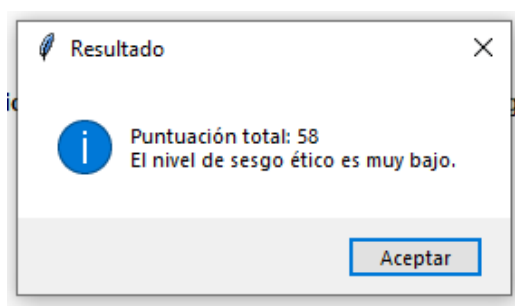 Resultado
Puntuación total: 58
El nivel de sesgo ético es muy bajo.
Aceptar